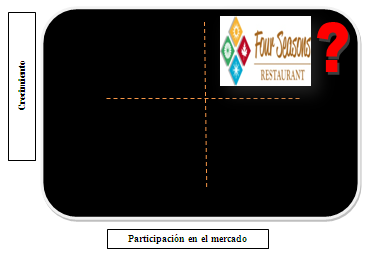 Four Seasons
RESTAURANT
?
Crecimiento
Participación en el mercado